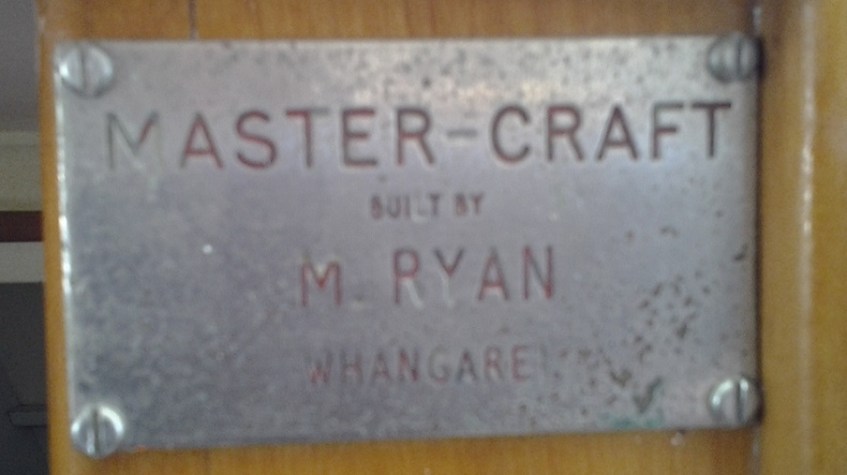 MASTER-CRAFT
BUILT BY
M. RYAN
WHANGAREI